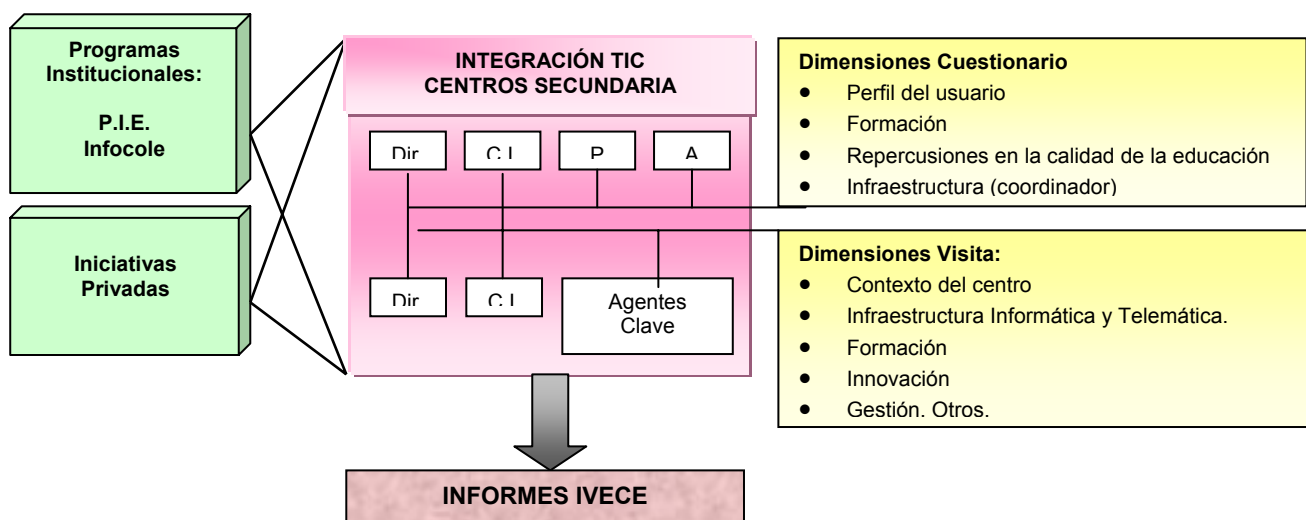 Programas
Institucionales:
P.I.E.
Infocole
Iniciativas
Privadas
INTEGRACIÓN TIC
CENTROS SECUNDARIA
Dir
C I
P
A
Dir
C I
Agentes
Clave
INFORMES IVECE
Dimensiones Cuestionario
• Perfil del usuario
• Formación
• Repercusiones en la calidad de la educación
• Infraestructura (coordinador)
Dimensiones Visita:
• Contexto del centro
• Infraestructura Informática y Telemática.
• Formación
• Innovación
• Gestión. Otros.